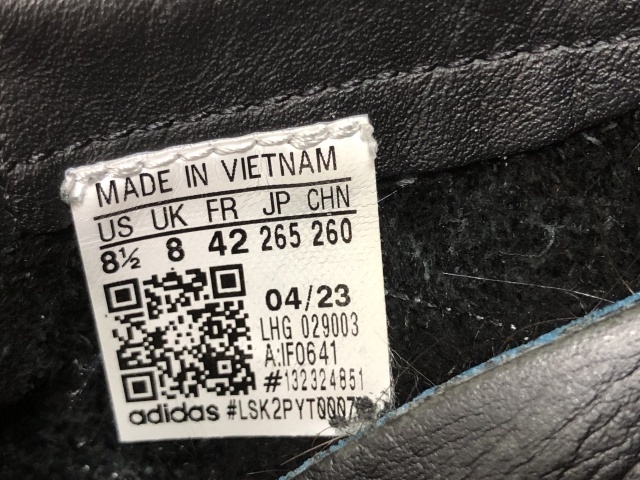 MADE IN VIETNAM
US UK FR JP CHN
8½ 8 42 265 260
04/23
LHG 029003
A:IF0641
#132324851
adidas #LSK2PYT0007